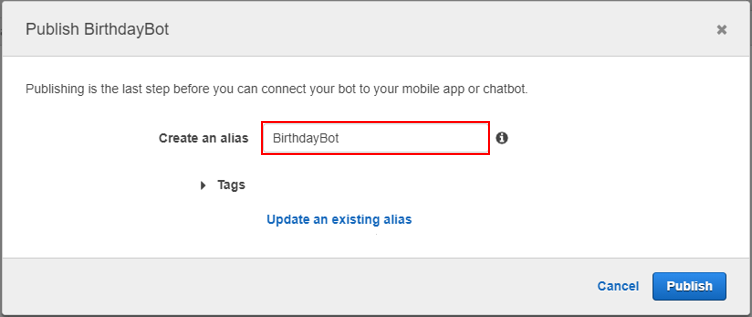 Publish BirthdayBot
Publishing is the last step before you can connect your bot to your mobile app or chatbot.
Create an alias BirthdayBot
Tags
Update an existing alias
Cancel Publish